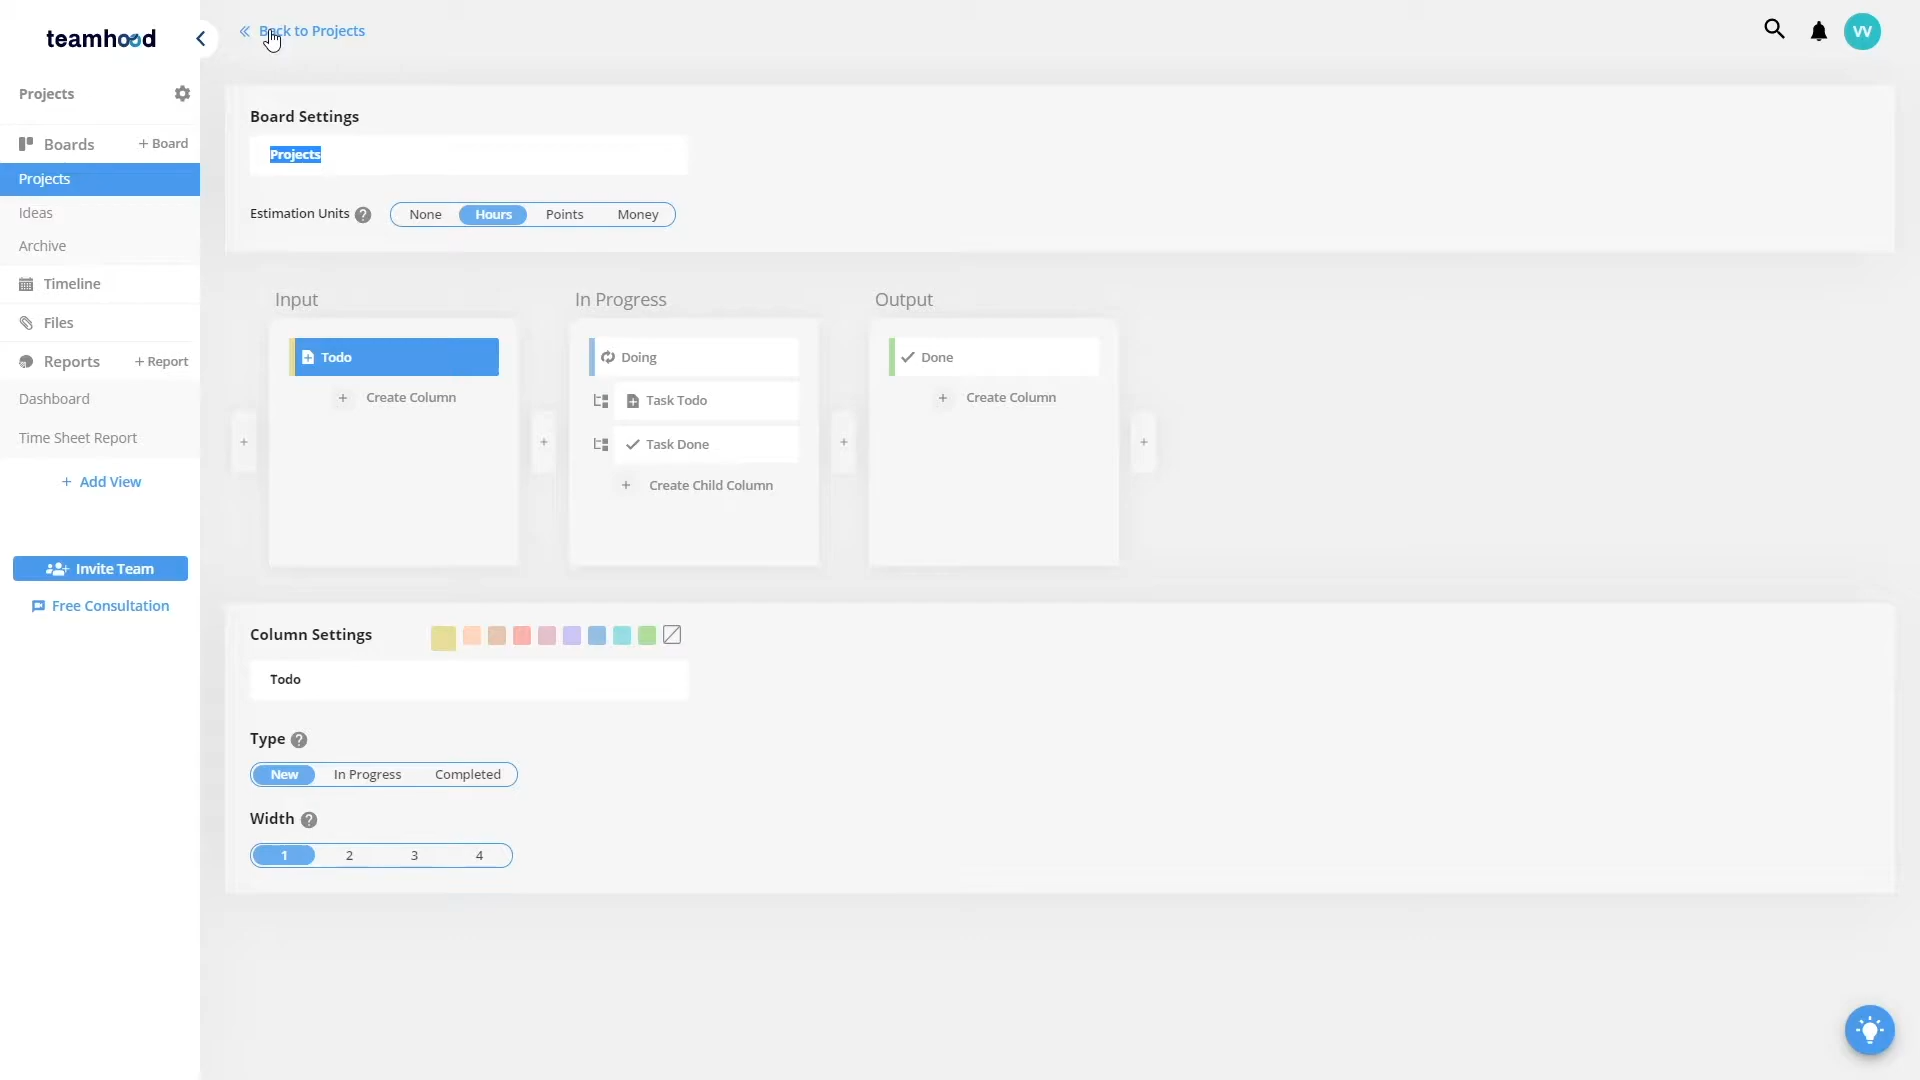 teamhood
Back to Projects
VV
Projects
Boards
+ Board
Projects
Ideas
Archive
Timeline
Files
Reports
+ Report
Dashboard
Time Sheet Report
+ Add View
Invite Team
Free Consultation
Board Settings
Projects
Estimation Units ?
None Hours Points Money
Input
Todo
+ Create Column
In Progress
Doing
Task Todo
Task Done
+ Create Child Column
Output
Done
+ Create Column
+ + + +
Column Settings
Todo
Type ?
New In Progress Completed
Width ?
1 2 3 4